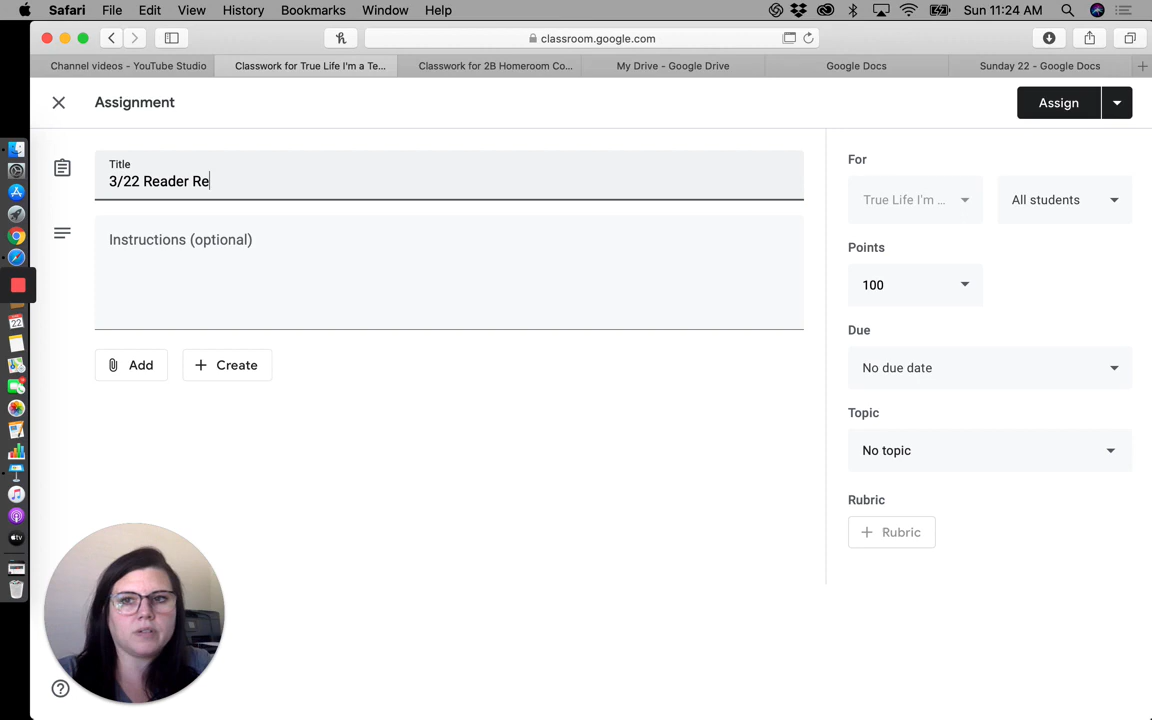 Safari File Edit View History Bookmarks Window Help Sun 11:24 AM
classroom.google.com
Channel videos - YouTube Studio
Classwork for True Life I'm a Te...
Classwork for 2B Homeroom Co...
My Drive - Google Drive
Google Docs
Sunday 22 - Google Docs
Assignment
Assign
Title
3/22 Reader Re
Instructions (optional)
Add
Create
For
True Life I'm ...
All students
Points
100
Due
No due date
Topic
No topic
Rubric
Rubric